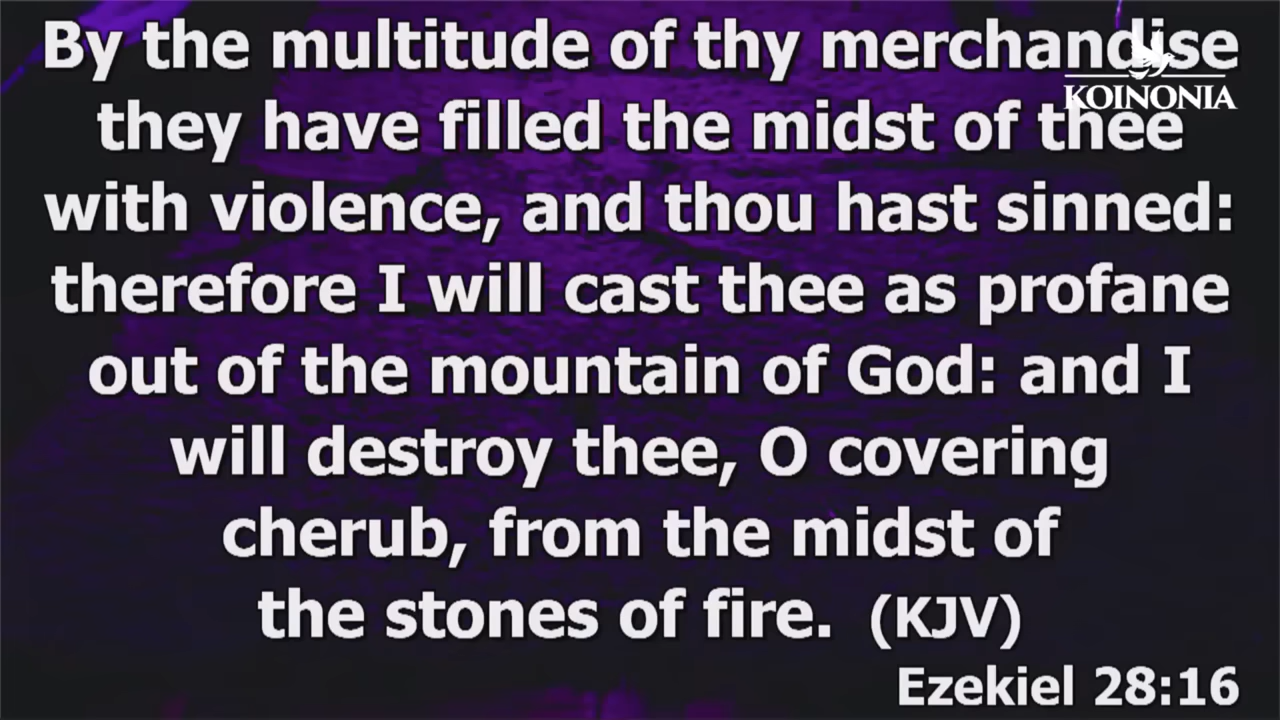 By the multitude of thy merchandise
KOINONIA
they have filled the midst of thee
with violence, and thou hast sinned:
therefore I will cast thee as profane
out of the mountain of God: and I
will destroy thee, O covering
cherub, from the midst of
the stones of fire. (KJV)
Ezekiel 28:16